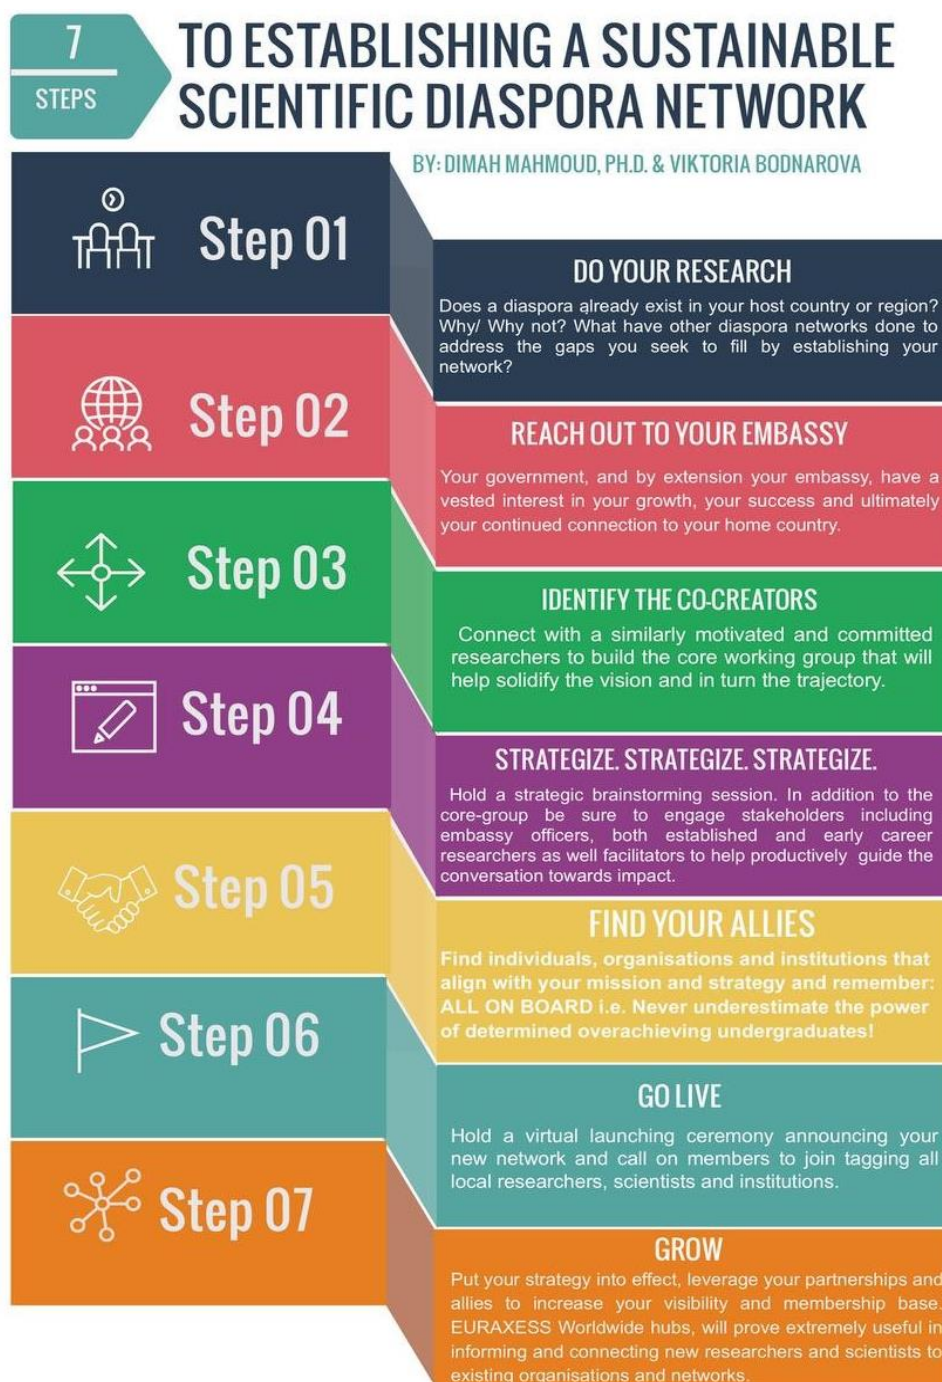 7
STEPS
TO ESTABLISHING A SUSTAINABLE
SCIENTIFIC DIASPORA NETWORK
BY: DIMAH MAHMOUD, PH.D. & VIKTORIA BODNAROVA
Step 01
DO YOUR RESEARCH
Does a diaspora already exist in your host country or region?
Why/ Why not? What have other diaspora networks done to
address the gaps you seek to fill by establishing your
network?
Step 02
REACH OUT TO YOUR EMBASSY
Your government, and by extension your embassy, have a
vested interest in your growth, your success and ultimately
your continued connection to your home country.
Step 03
IDENTIFY THE CO-CREATORS
Connect with a similarly motivated and committed
researchers to build the core working group that will
help solidify the vision and in turn the trajectory.
Step 04
STRATEGIZE. STRATEGIZE. STRATEGIZE.
Hold a strategic brainstorming session. In addition to the
core-group be sure to engage stakeholders including
embassy officers, both established and early career
researchers as well facilitators to help productively guide the
conversation towards impact.
Step 05
FIND YOUR ALLIES
Find individuals, organisations and institutions that
align with your mission and strategy and remember:
ALL ON BOARD i.e. Never underestimate the power
of determined overachieving undergraduates!
Step 06
GO LIVE
Hold a virtual launching ceremony announcing your
new network and call on members to join tagging all
local researchers, scientists and institutions.
Step 07
GROW
Put your strategy into effect, leverage your partnerships and
allies to increase your visibility and membership base.
EURAXESS Worldwide hubs, will prove extremely useful in
informing and connecting new researchers and scientists to
existing organisations and networks.